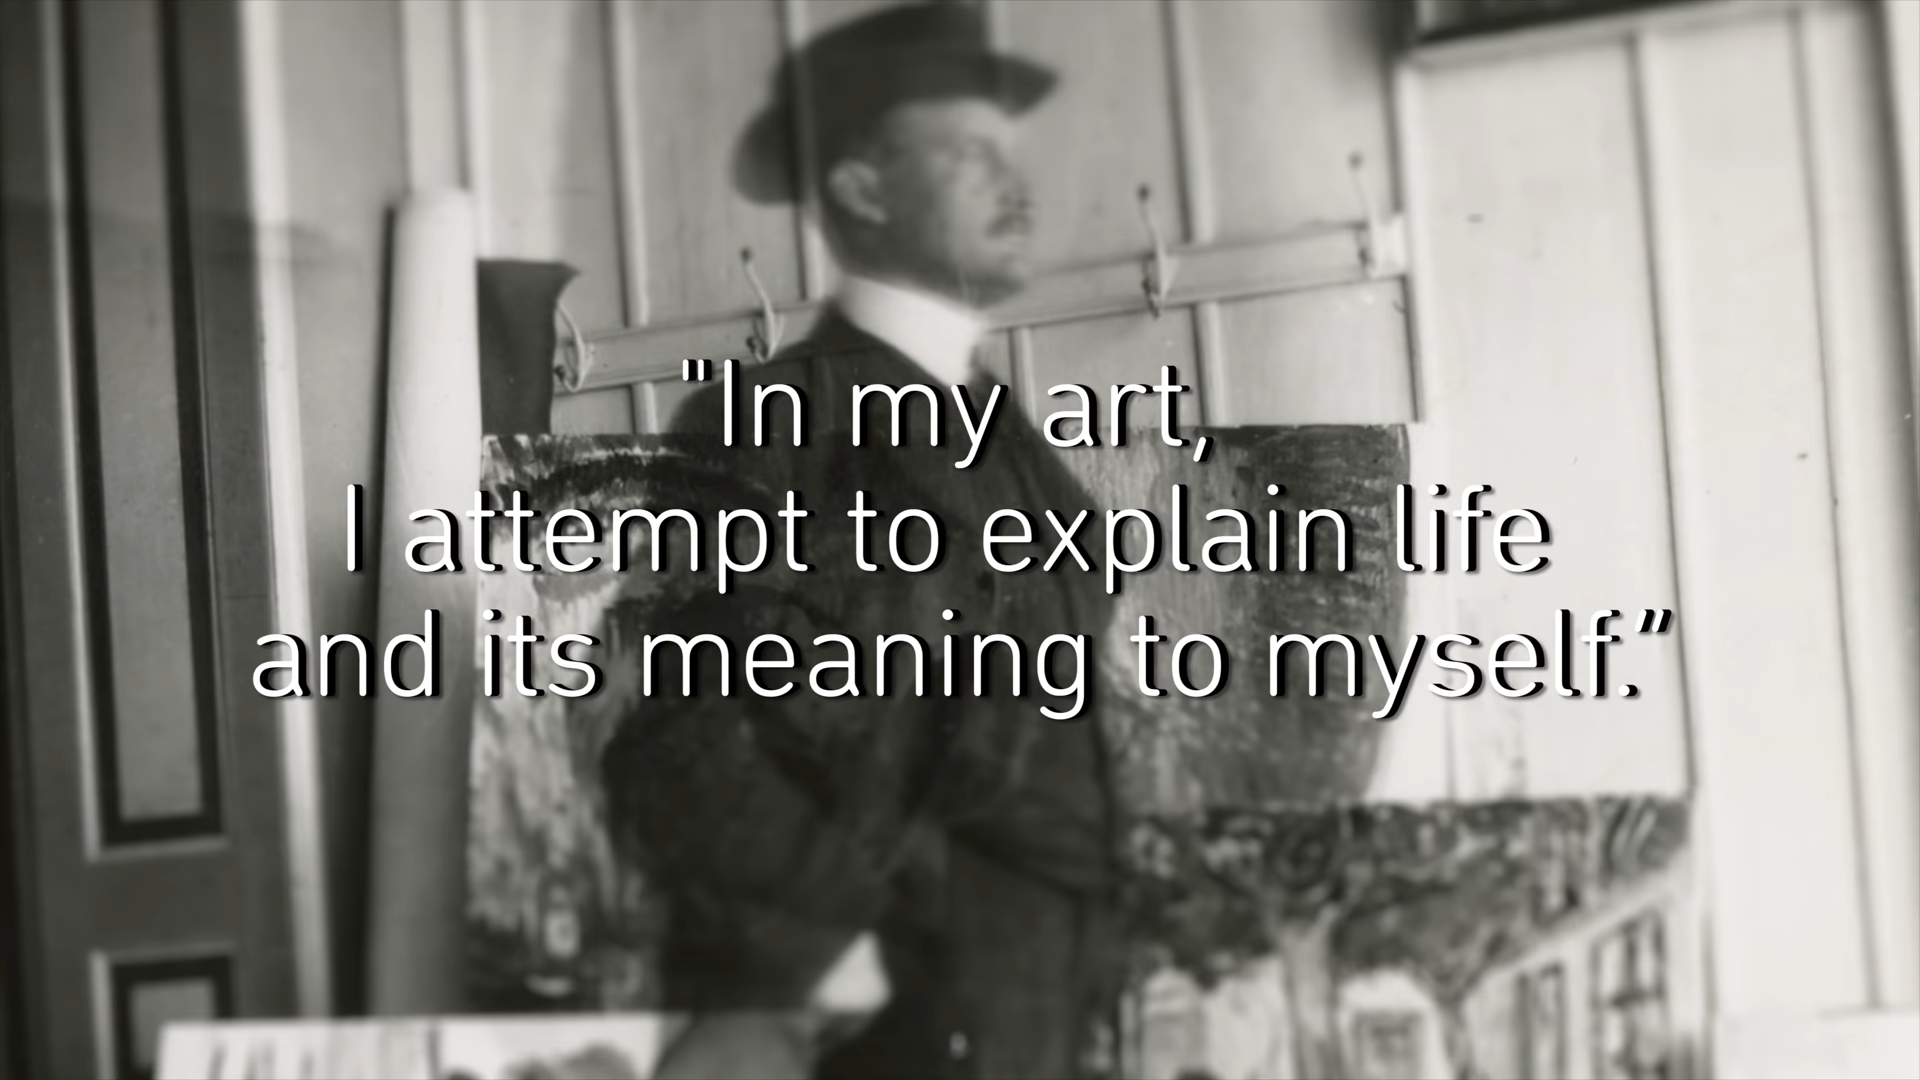 "In my art,
I attempt to explain life
and its meaning to myself.”